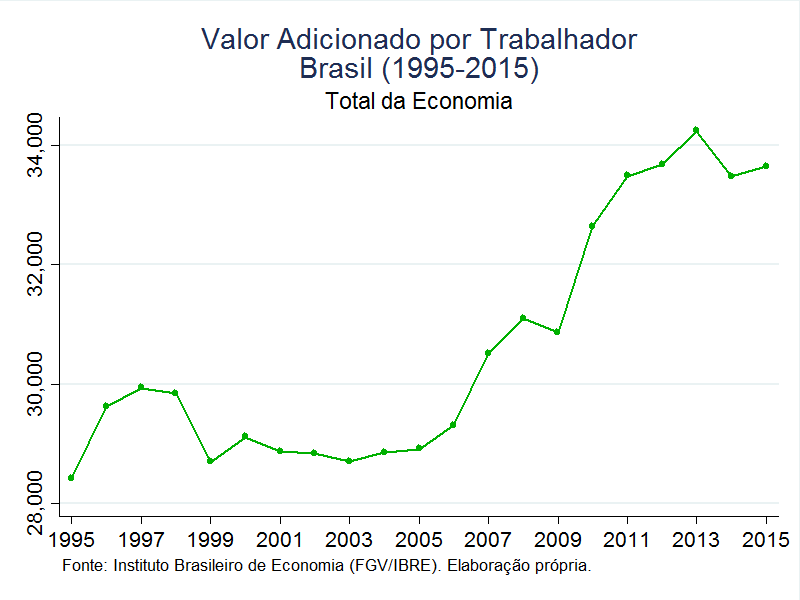 Valor Adicionado por Trabalhador
Brasil (1995-2015)
Total da Economia
34,000
32,000
30,000
28,000
1995 1997 1999 2001 2003 2005 2007 2009 2011 2013 2015
Fonte: Instituto Brasileiro de Economia (FGV/IBRE). Elaboração própria.